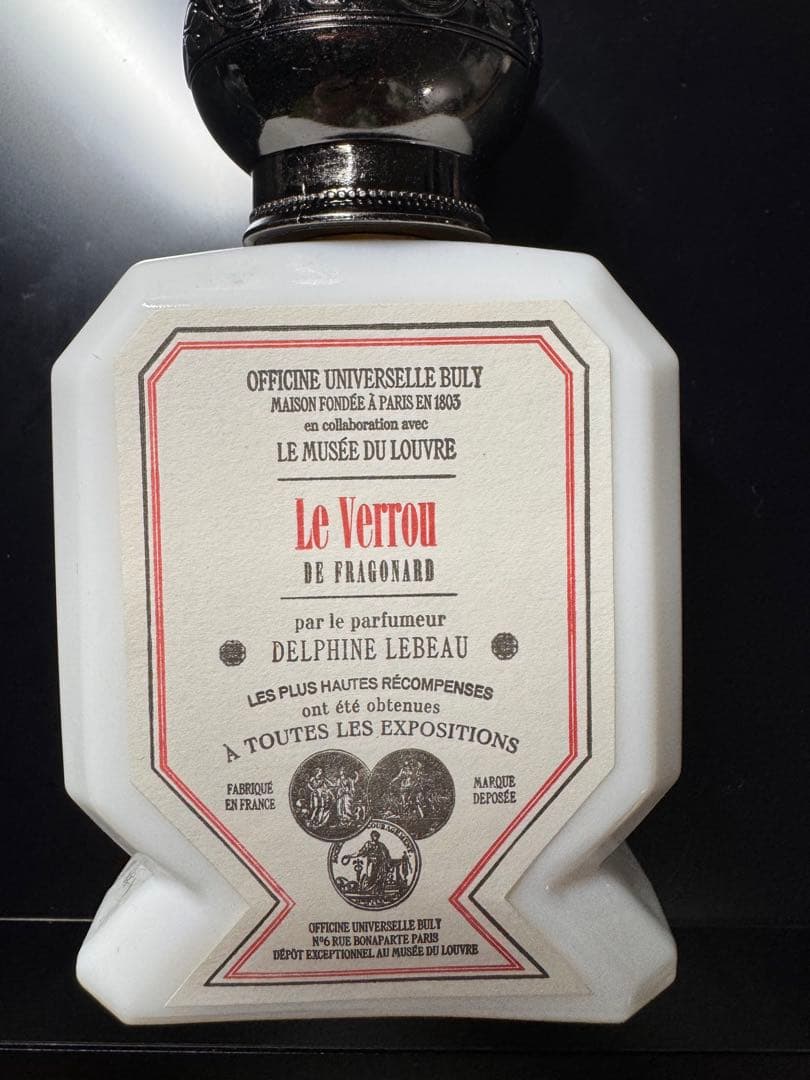 OFFICINE UNIVERSELLE BULY
MAISON FONDÉE À PARIS EN 1803
en collaboration avec
LE MUSÉE DU LOUVRE
Le Verrou
DE FRAGONARD
par le parfumeur
DELPHINE LEBEAU
LES PLUS HAUTES RÉCOMPENSES
ont été obtenues
À TOUTES LES EXPOSITIONS
FABRIQUÉ
EN FRANCE
MARQUE
DEPOSÉE
OFFICINE UNIVERSELLE BULY
Nº6 RUE BONAPARTE PARIS
DÉPÔT EXCEPTIONNEL AU MUSÉE DU LOUVRE